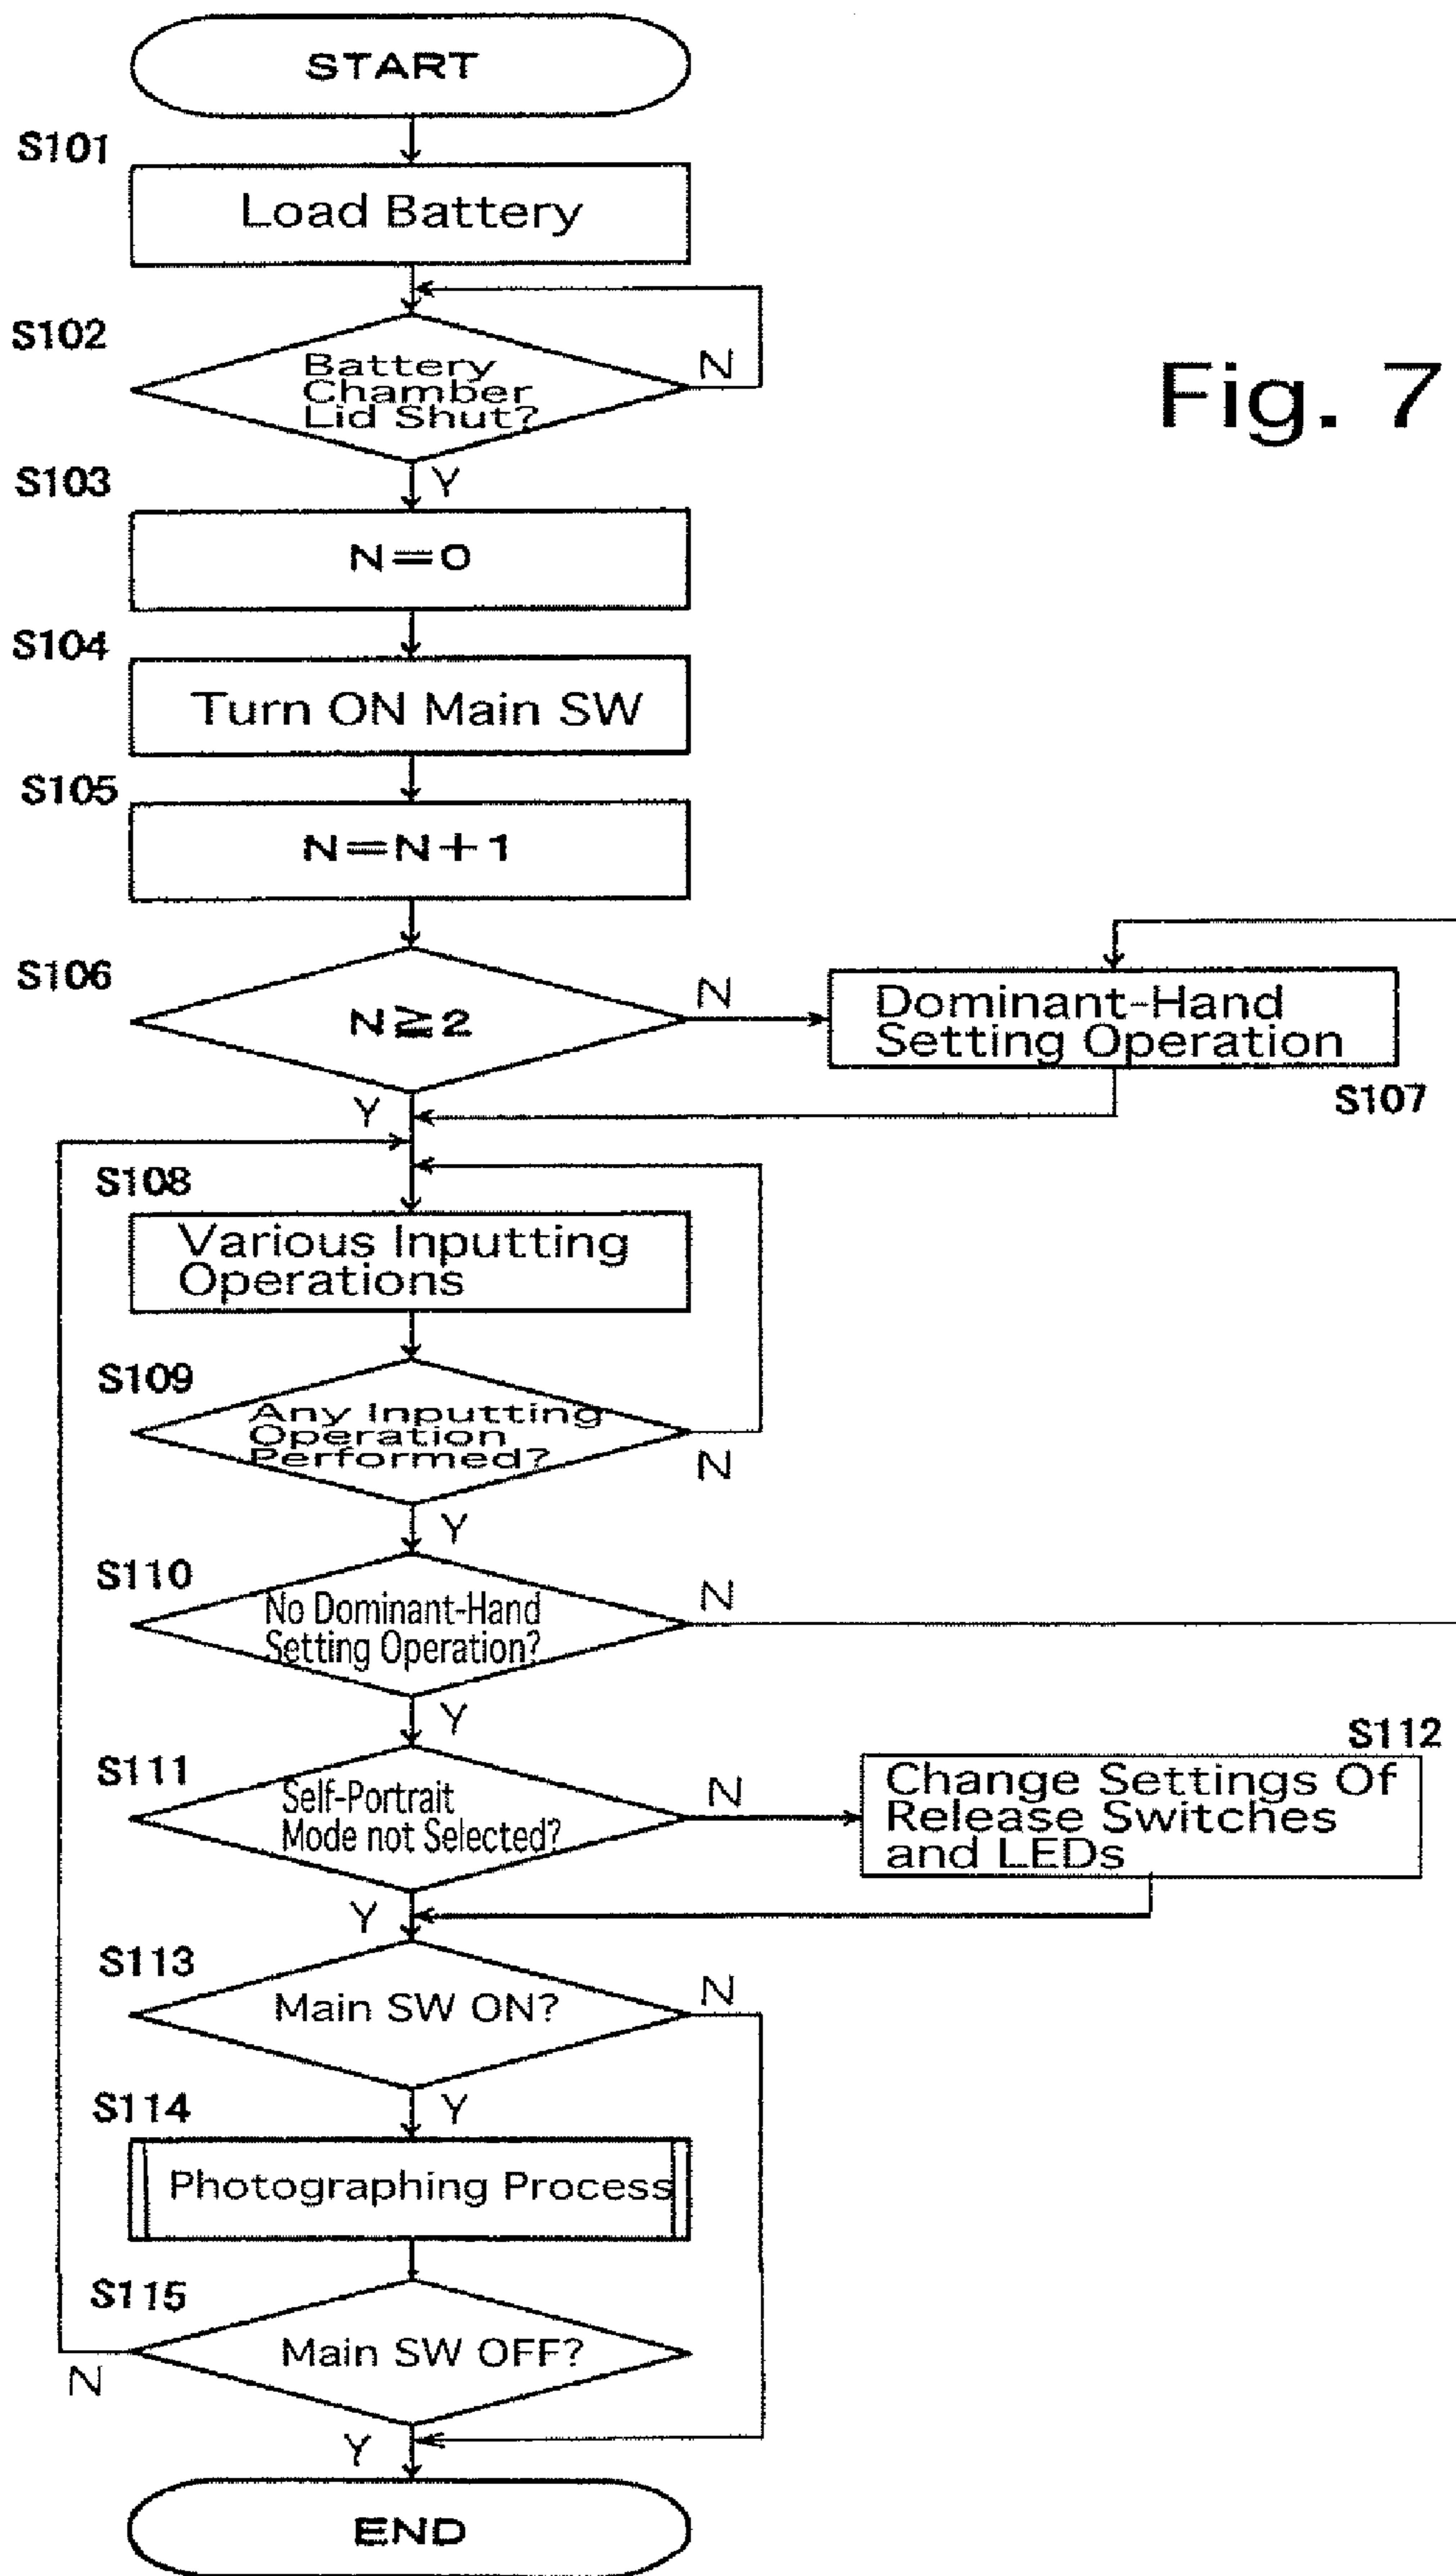 START
S101
Load Battery
S102
Battery
Chamber
Lid Shut?
N
Fig. 7
Y
S103
N=0
S104
Turn ON Main SW
S105
N=N+1
S106
N≧2
N
Dominant-Hand
Setting Operation
S107
Y
S108
Various Inputting
Operations
S109
Any Inputting
Operation
Performed?
N
Y
S110
No Dominant-Hand
Setting Operation?
N
Y
S111
Self-Portrait
Mode not Selected?
N
S112
Change Settings Of
Release Switches
and LEDs
Y
S113
Main SW ON?
N
Y
S114
Photographing Process
S115
Main SW OFF?
N
Y
END